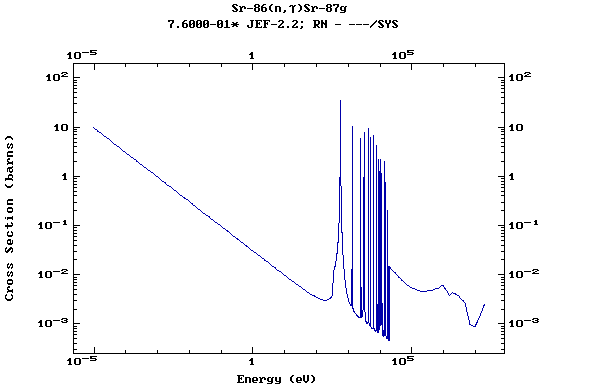 Sr-86(n,γ)Sr-87g
7.6000-01* JEF-2.2; RN - ---/SYS
10⁻⁵ 1 10⁵
10² 10²
10 10
1 1
10⁻¹ 10⁻¹
10⁻² 10⁻²
10⁻³ 10⁻³
Cross Section (barns)
10⁻⁵ 1 10⁵
Energy (eV)